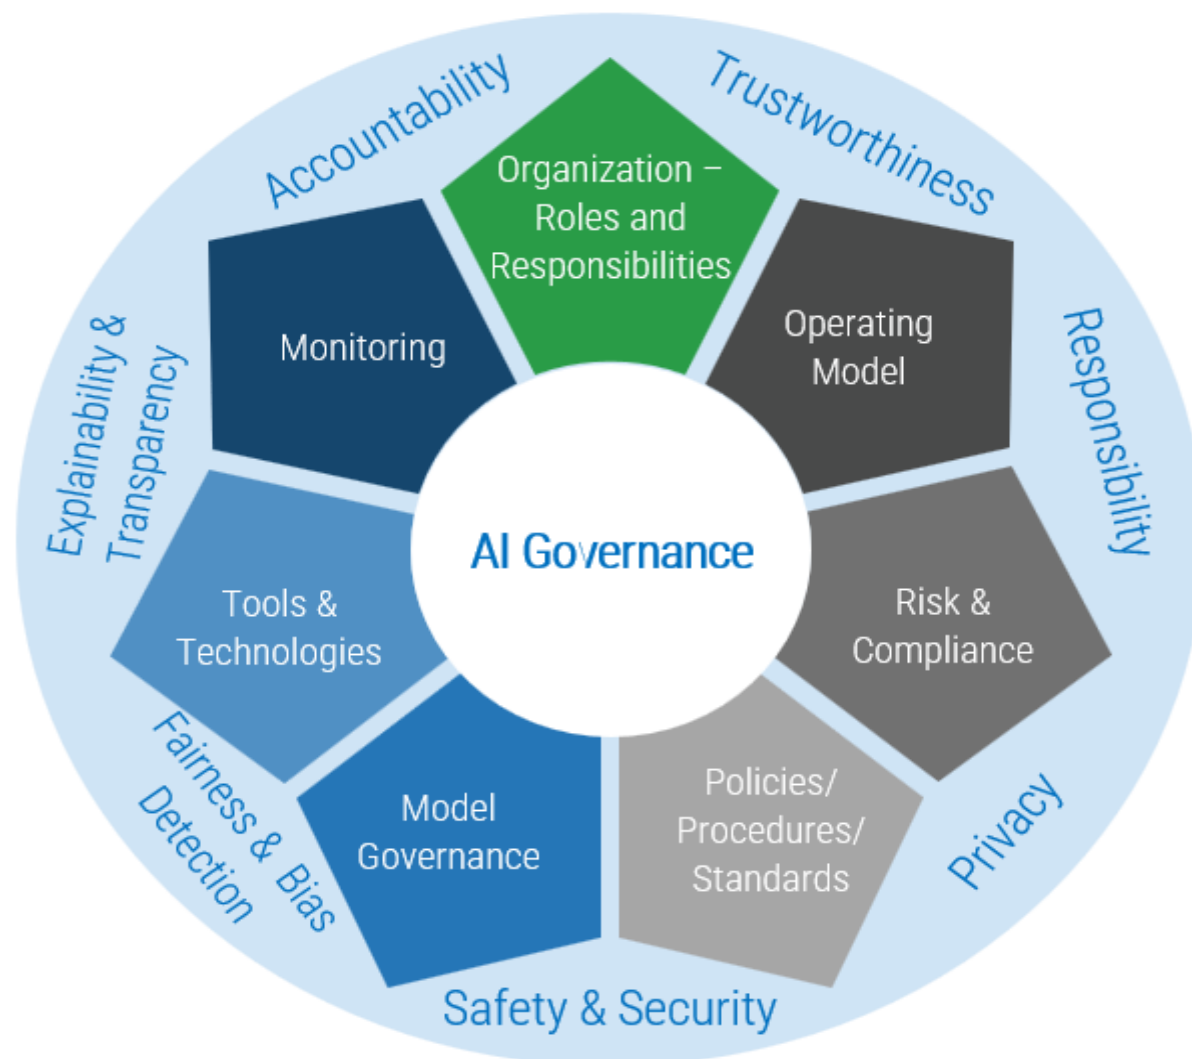 Accountability
Trustworthiness
Organization –
Roles and
Responsibilities
Monitoring
Operating
Model
Explainability &
Transparency
Responsibility
AI Governance
Tools &
Technologies
Risk &
Compliance
Fairness & Bias
Detection
Model
Governance
Policies/
Procedures/
Standards
Privacy
Safety & Security